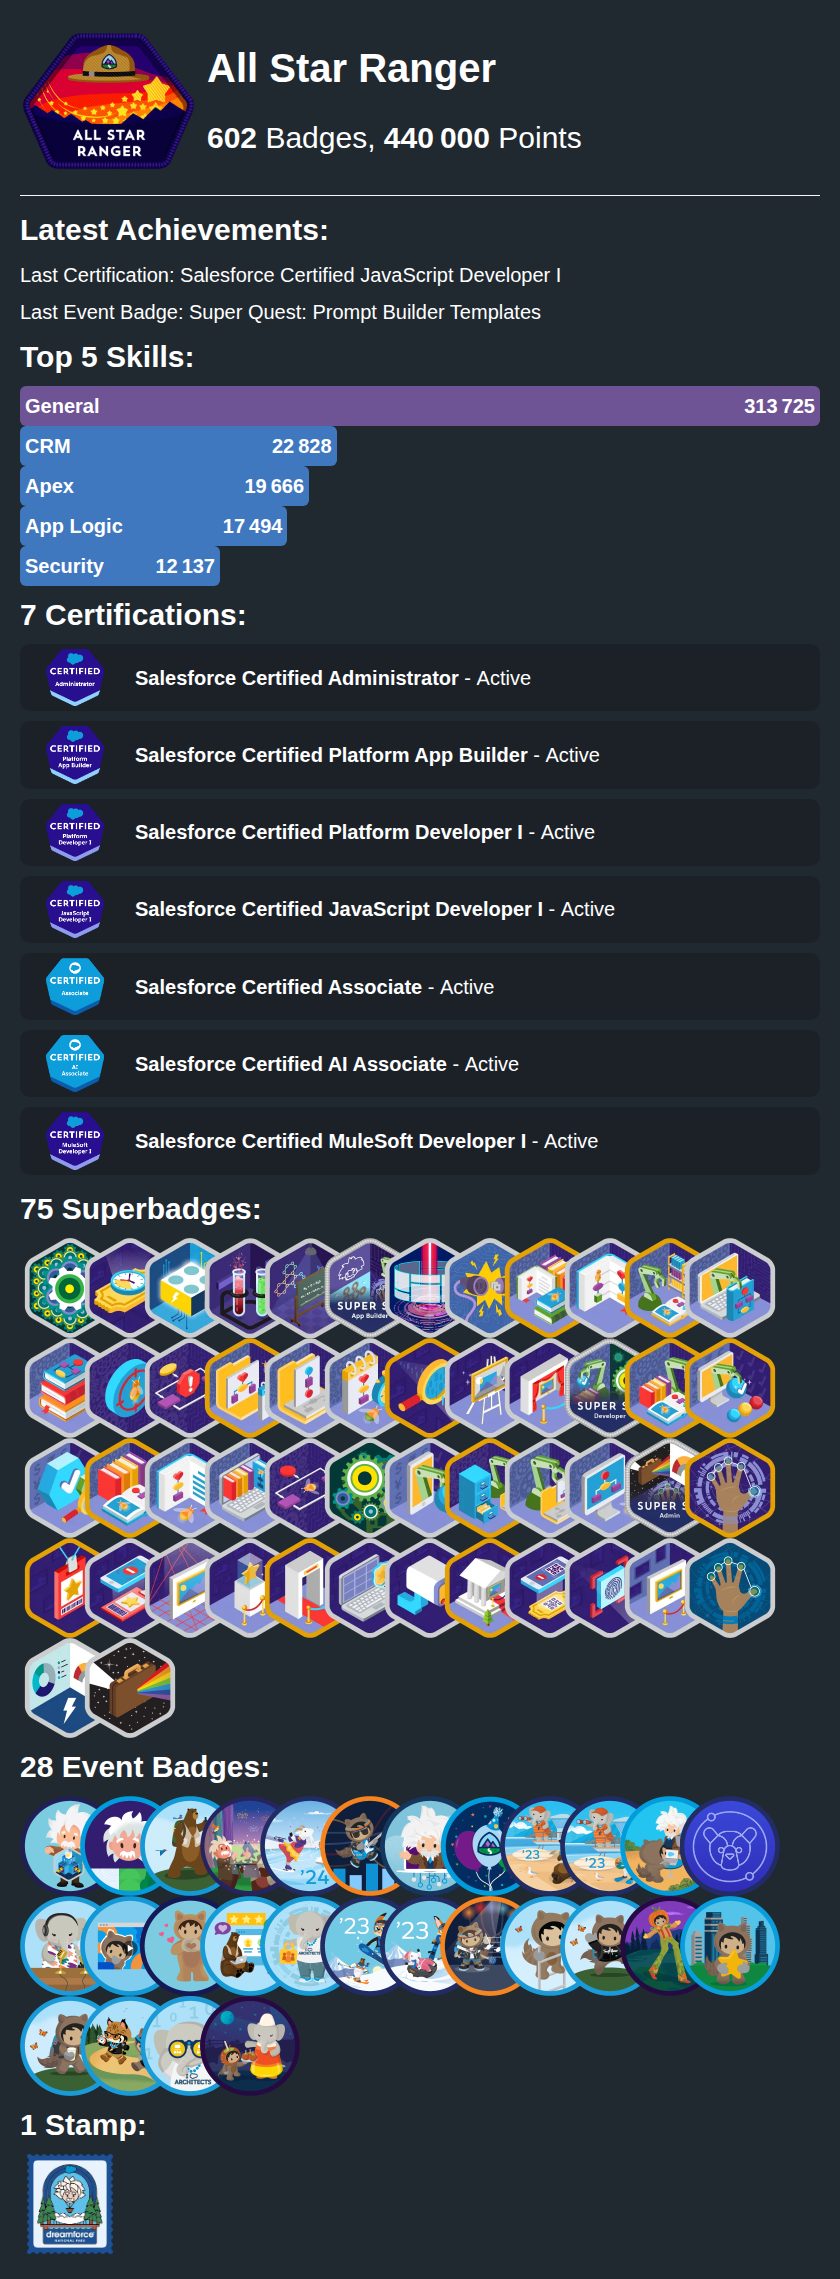 ALL STAR
RANGER
All Star Ranger
602 Badges, 440 000 Points
Latest Achievements:
Last Certification: Salesforce Certified JavaScript Developer I
Last Event Badge: Super Quest: Prompt Builder Templates
Top 5 Skills:
General 313 725
CRM 22 828
Apex 19 666
App Logic 17 494
Security 12 137
7 Certifications:
CERTIFIED
Administrator
Salesforce Certified Administrator - Active
CERTIFIED
Platform
App Builder
Salesforce Certified Platform App Builder - Active
CERTIFIED
Platform
Developer I
Salesforce Certified Platform Developer I - Active
CERTIFIED
JavaScript
Developer I
Salesforce Certified JavaScript Developer I - Active
CERTIFIED
Associate
Salesforce Certified Associate - Active
CERTIFIED
AI
Associate
Salesforce Certified AI Associate - Active
CERTIFIED
MuleSoft
Developer I
Salesforce Certified MuleSoft Developer I - Active
75 Superbadges:
SUPER S
App Builder
SUPER S
Developer
SUPER S
Admin
28 Event Badges:
'24
'23
'23
ARCHITECTS
'23
'23
ARCHITECTS
1 Stamp:
dreamforce
NATIONAL PARK